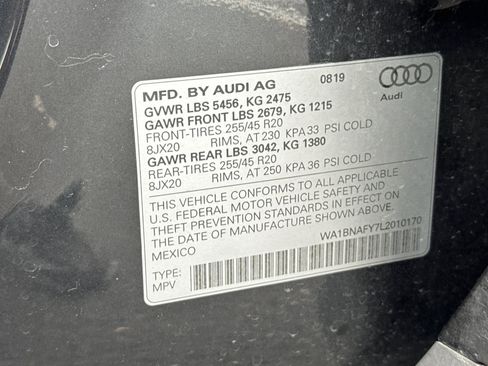 MFD. BY AUDI AG 0819
GVWR LBS 5456, KG 2475
GAWR FRONT LBS 2679, KG 1215
FRONT-TIRES 255/45 R20
8JX20 RIMS, AT 230 KPA 33 PSI COLD
GAWR REAR LBS 3042, KG 1380
REAR-TIRES 255/45 R20
8JX20 RIMS, AT 250 KPA 36 PSI COLD
THIS VEHICLE CONFORMS TO ALL APPLICABLE
U.S. FEDERAL MOTOR VEHICLE SAFETY AND
THEFT PREVENTION STANDARDS IN EFFECT ON
THE DATE OF MANUFACTURE SHOWN ABOVE.
MEXICO
Audi
WA1BNAFY7L2010170
TYPE:
MPV